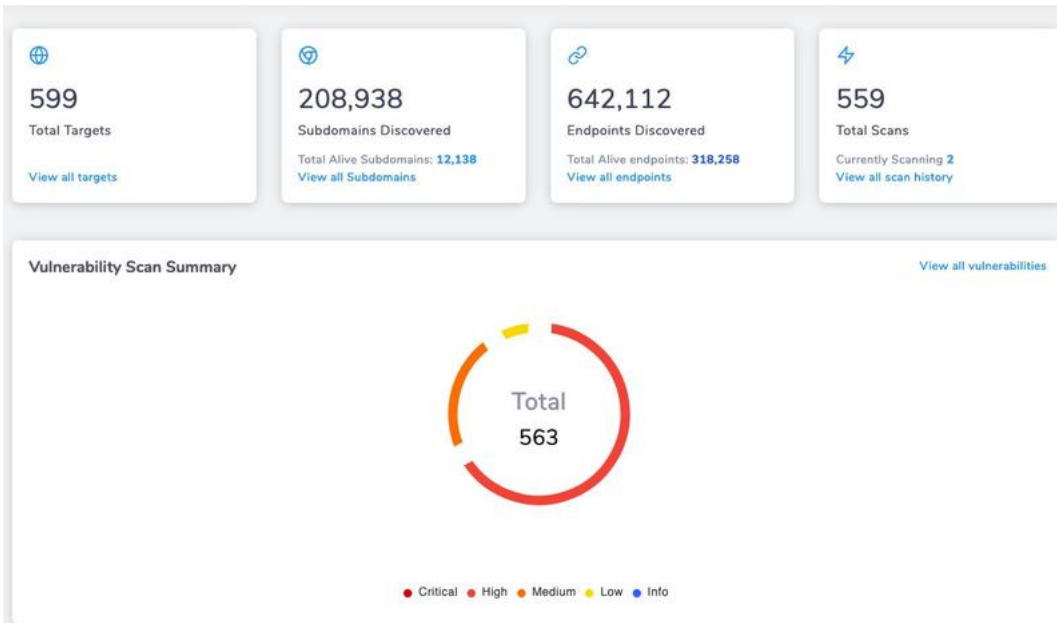 599
Total Targets
View all targets
208,938
Subdomains Discovered
Total Alive Subdomains: 12,138
View all Subdomains
642,112
Endpoints Discovered
Total Alive endpoints: 318,258
View all endpoints
559
Total Scans
Currently Scanning 2
View all scan history
Vulnerability Scan Summary
View all vulnerabilities
Total
563
Critical High Medium Low Info